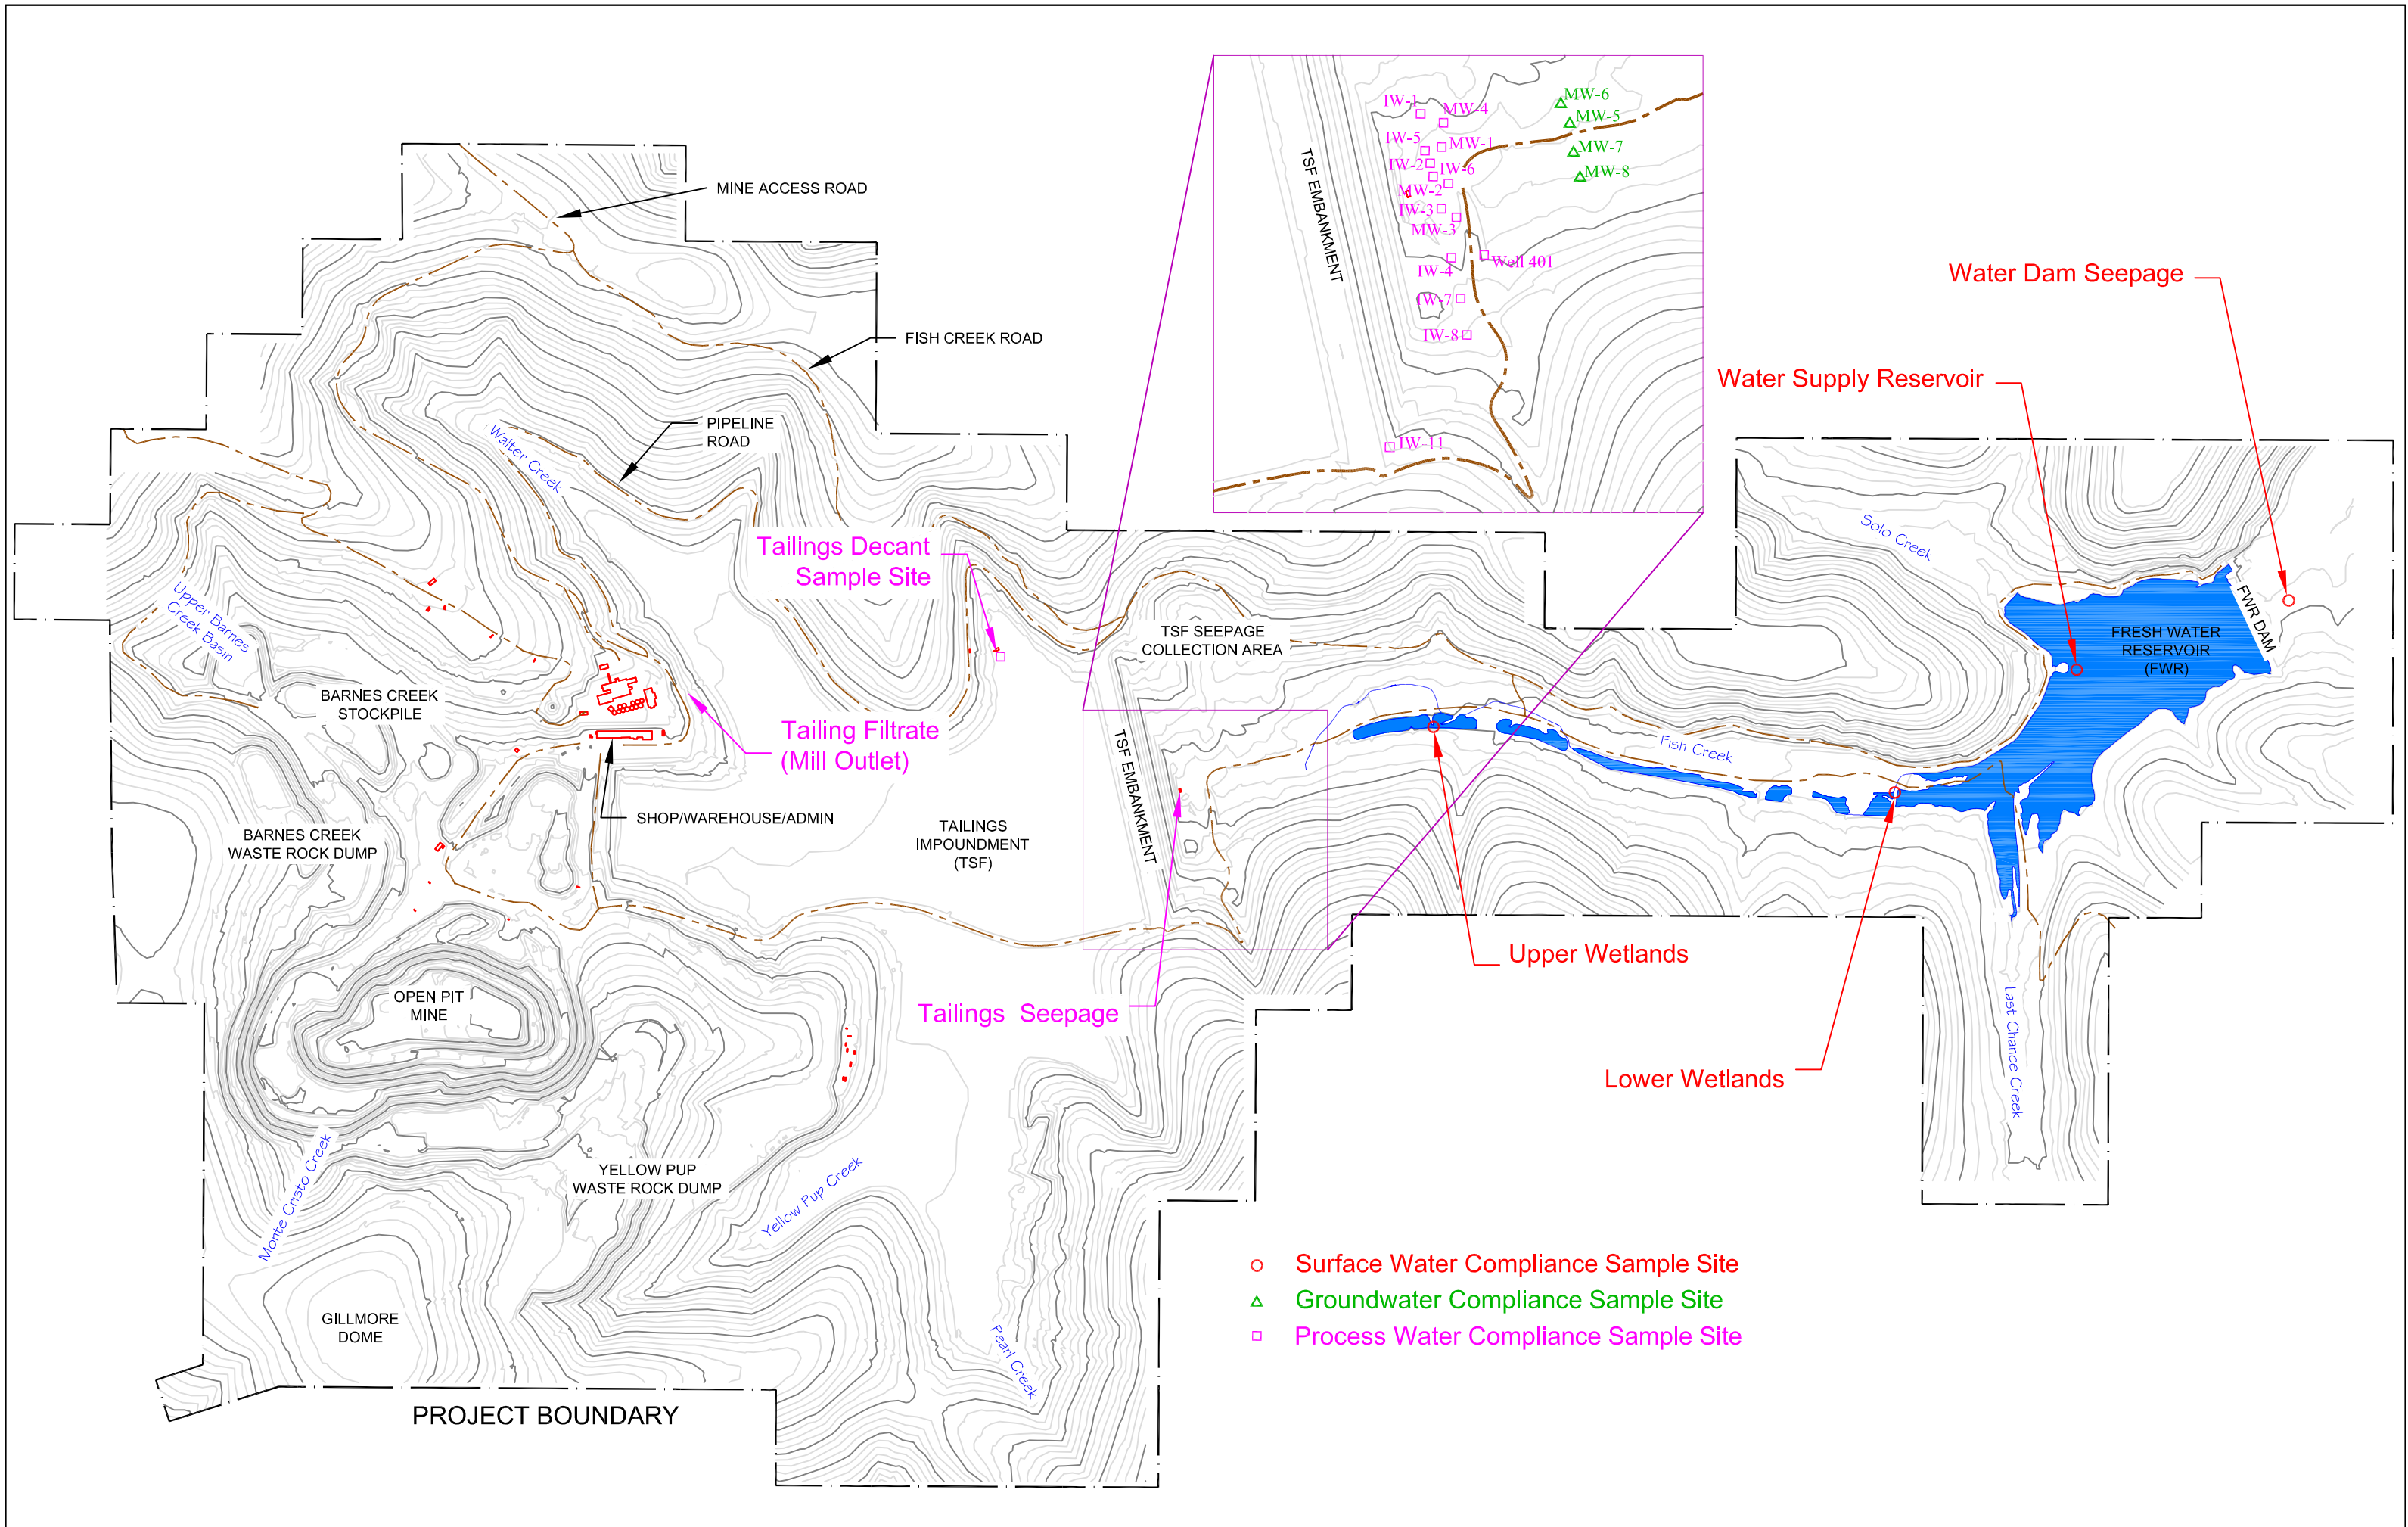 IW-1
MW-4
MW-6
MW-5
IW-5
MW-1
MW-7
IW-2
IW-6
MW-8
MW-2
IW-3
MW-3
TSF EMBANKMENT
IW-4
Well 401
IW-7
IW-8
IW-11
MINE ACCESS ROAD
FISH CREEK ROAD
PIPELINE
ROAD
Walter Creek
Water Dam Seepage
Water Supply Reservoir
Solo Creek
Tailings Decant
Sample Site
Upper Barnes
Creek Basin
TSF SEEPAGE
COLLECTION AREA
FRESH WATER
RESERVOIR
(FWR)
FWR DAM
BARNES CREEK
STOCKPILE
Tailing Filtrate
(Mill Outlet)
TSF EMBANKMENT
Fish Creek
SHOP/WAREHOUSE/ADMIN
BARNES CREEK
WASTE ROCK DUMP
TAILINGS
IMPOUNDMENT
(TSF)
Upper Wetlands
OPEN PIT
MINE
Tailings Seepage
Last Chance Creek
Lower Wetlands
YELLOW PUP
WASTE ROCK DUMP
Monte Cristo Creek
Yellow Pup Creek
Pearl Creek
GILLMORE
DOME
Surface Water Compliance Sample Site
Groundwater Compliance Sample Site
Process Water Compliance Sample Site
PROJECT BOUNDARY